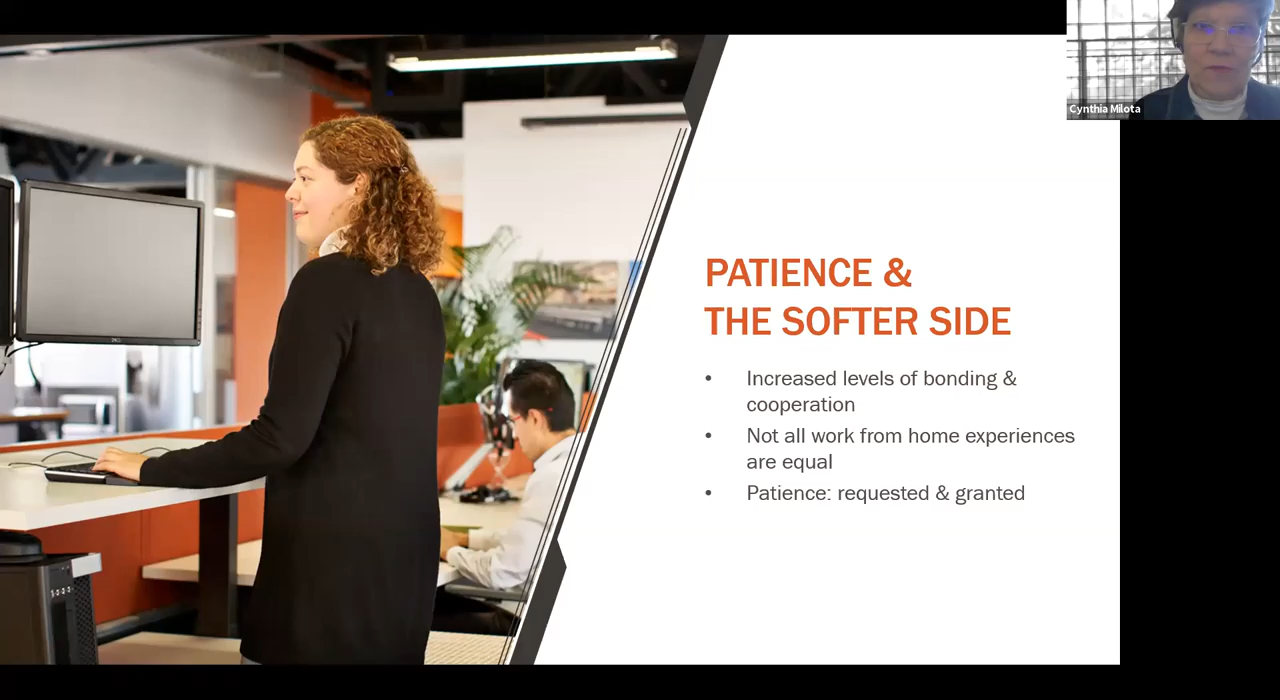 Cynthia Milota
PATIENCE &
THE SOFTER SIDE
• Increased levels of bonding &
cooperation
• Not all work from home experiences
are equal
• Patience: requested & granted